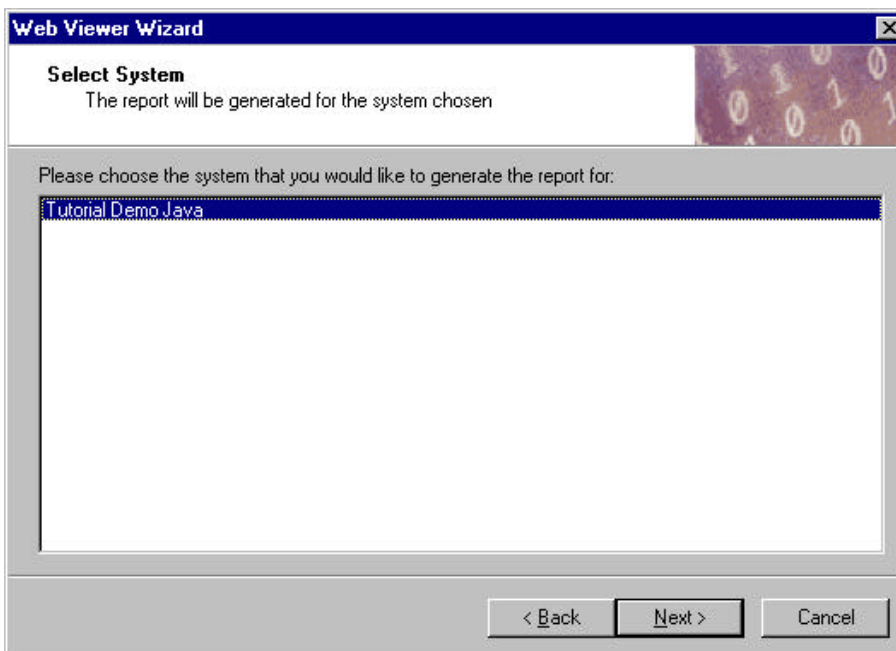 Web Viewer Wizard
Select System
The report will be generated for the system chosen
Please choose the system that you would like to generate the report for:
Tutorial Demo Java
< Back
Next >
Cancel